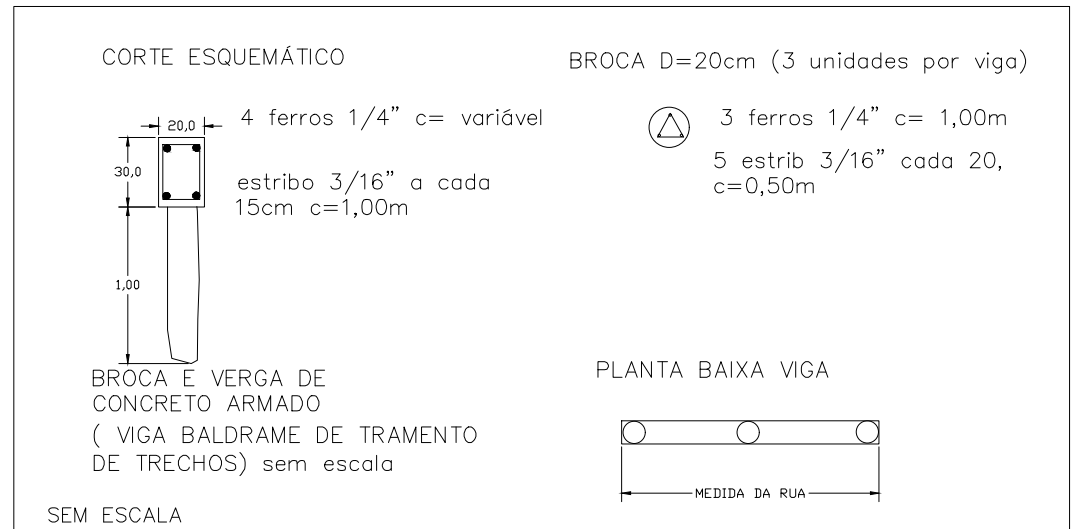 CORTE ESQUEMÁTICO
20,0
4 ferros 1/4” c= variável
30,0
estribo 3/16” a cada
15cm c=1,00m
1,00
BROCA E VERGA DE
CONCRETO ARMADO
( VIGA BALDRAME DE TRAMENTO
DE TRECHOS) sem escala
SEM ESCALA
BROCA D=20cm (3 unidades por viga)
3 ferros 1/4” c= 1,00m
5 estrib 3/16” cada 20,
c=0,50m
PLANTA BAIXA VIGA
MEDIDA DA RUA